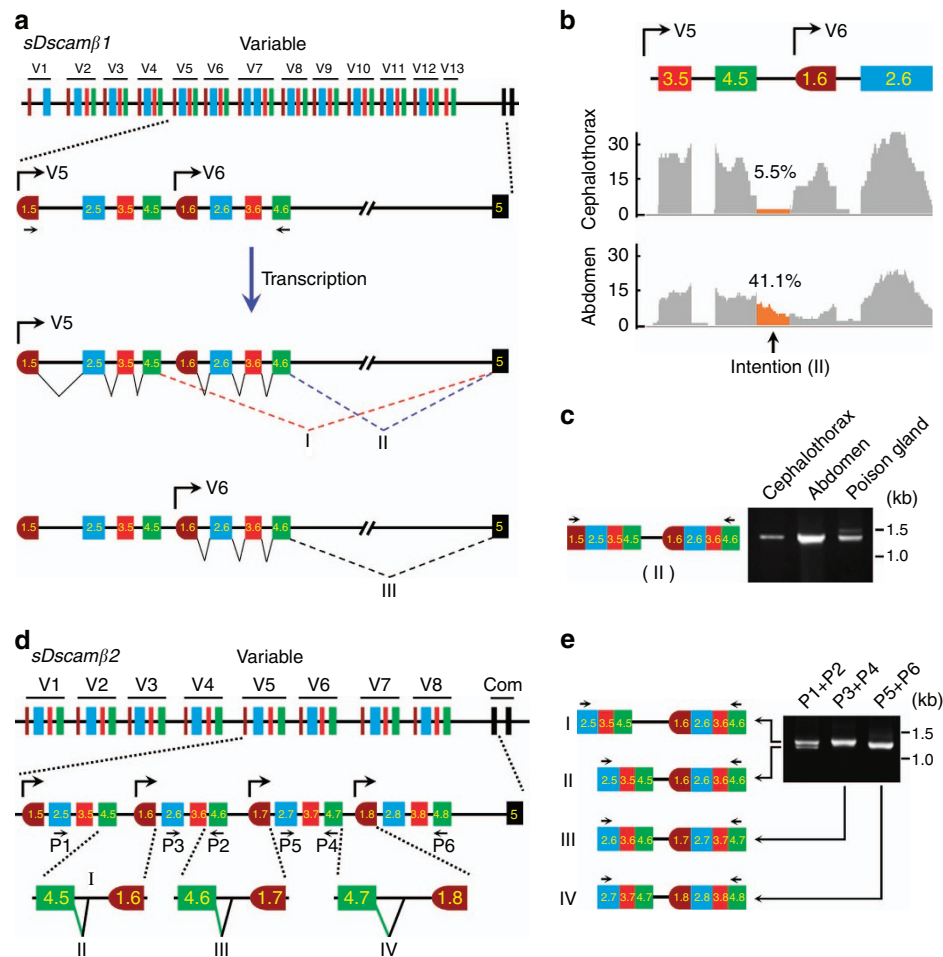 a
sDscamβ1
Variable
V1 V2 V3 V4 V5 V6 V7 V8 V9 V10 V11 V12 V13
V5 V6
1.5 2.5 3.5 4.5 1.6 2.6 3.6 4.6 5
Transcription
V5
1.5 2.5 3.5 4.5 1.6 2.6 3.6 4.6 5
I II
V6
1.5 2.5 3.5 4.5 1.6 2.6 3.6 4.6 5
III
b
V5 V6
3.5 4.5 1.6 2.6
Cephalothorax
30
15
0
5.5%
Abdomen
30
15
0
41.1%
Intention (II)
c
Cephalothorax
Abdomen
Poison gland
(kb)
1.5
1.0
1.5 2.5 3.5 4.5 1.6 2.6 3.6 4.6
( II )
d
sDscamβ2
Variable
V1 V2 V3 V4 V5 V6 V7 V8 Com
1.5 2.5 3.5 4.5 1.6 2.6 3.6 4.6 1.7 2.7 3.7 4.7 1.8 2.8 3.8 4.8 5
P1 P3 P2 P5 P4 P6
I
4.5 1.6 4.6 1.7 4.7 1.8
II III IV
e
P1+P2
P3+P4
P5+P6
(kb)
1.5
1.0
I
2.5 3.5 4.5 1.6 2.6 3.6 4.6
II
2.5 3.5 4.5 1.6 2.6 3.6 4.6
III
2.6 3.6 4.6 1.7 2.7 3.7 4.7
IV
2.7 3.7 4.7 1.8 2.8 3.8 4.8